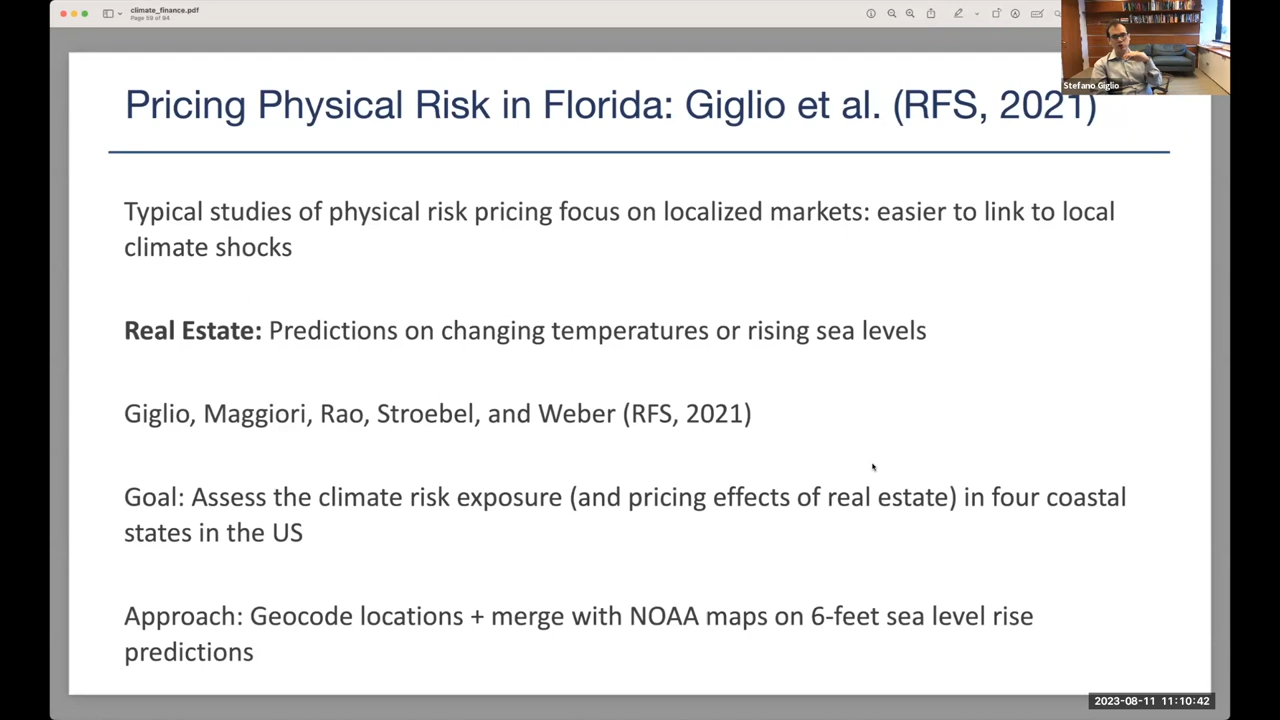 climate_finance.pdf
Page 59 of 94
Stefano Giglio
Pricing Physical Risk in Florida: Giglio et al. (RFS, 2021)
Typical studies of physical risk pricing focus on localized markets: easier to link to local
climate shocks
Real Estate: Predictions on changing temperatures or rising sea levels
Giglio, Maggiori, Rao, Stroebel, and Weber (RFS, 2021)
Goal: Assess the climate risk exposure (and pricing effects of real estate) in four coastal
states in the US
Approach: Geocode locations + merge with NOAA maps on 6-feet sea level rise
predictions
2023-08-11 11:10:42